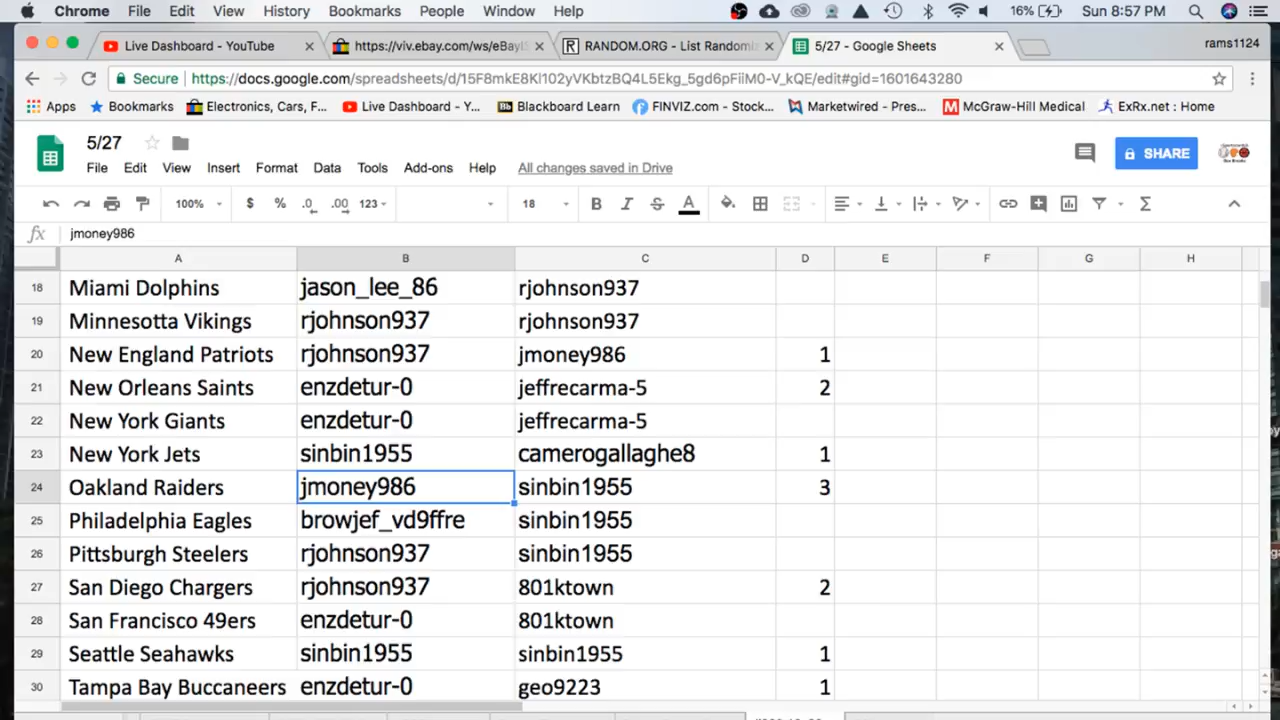 Chrome File Edit View History Bookmarks People Window Help 16% Sun 8:57 PM
Live Dashboard - YouTube https://viv.ebay.com/ws/eBayI RANDOM.ORG - List Randomi 5/27 - Google Sheets rams1124
Secure https://docs.google.com/spreadsheets/d/15F8mkE8Kl102yVKbtzBQ4L5Ekg_5gd6pFiiM0-V_kQE/edit#gid=1601643280
Apps Bookmarks Electronics, Cars, F... Live Dashboard - Y... Blackboard Learn FINVIZ.com - Stock... Marketwired - Pres... McGraw-Hill Medical ExRx.net : Home
5/27
File Edit View Insert Format Data Tools Add-ons Help All changes saved in Drive SHARE
100% $ % .0 .00 123 18 B I S A
fx jmoney986
A B C D E F G H
18 Miami Dolphins jason_lee_86 rjohnson937
19 Minnesotta Vikings rjohnson937 rjohnson937
20 New England Patriots rjohnson937 jmoney986 1
21 New Orleans Saints enzdetur-0 jeffrecarma-5 2
22 New York Giants enzdetur-0 jeffrecarma-5
23 New York Jets sinbin1955 camerogallaghe8 1
24 Oakland Raiders jmoney986 sinbin1955 3
25 Philadelphia Eagles browjef_vd9ffre sinbin1955
26 Pittsburgh Steelers rjohnson937 sinbin1955
27 San Diego Chargers rjohnson937 801ktown 2
28 San Francisco 49ers enzdetur-0 801ktown
29 Seattle Seahawks sinbin1955 sinbin1955 1
30 Tampa Bay Buccaneers enzdetur-0 geo9223 1